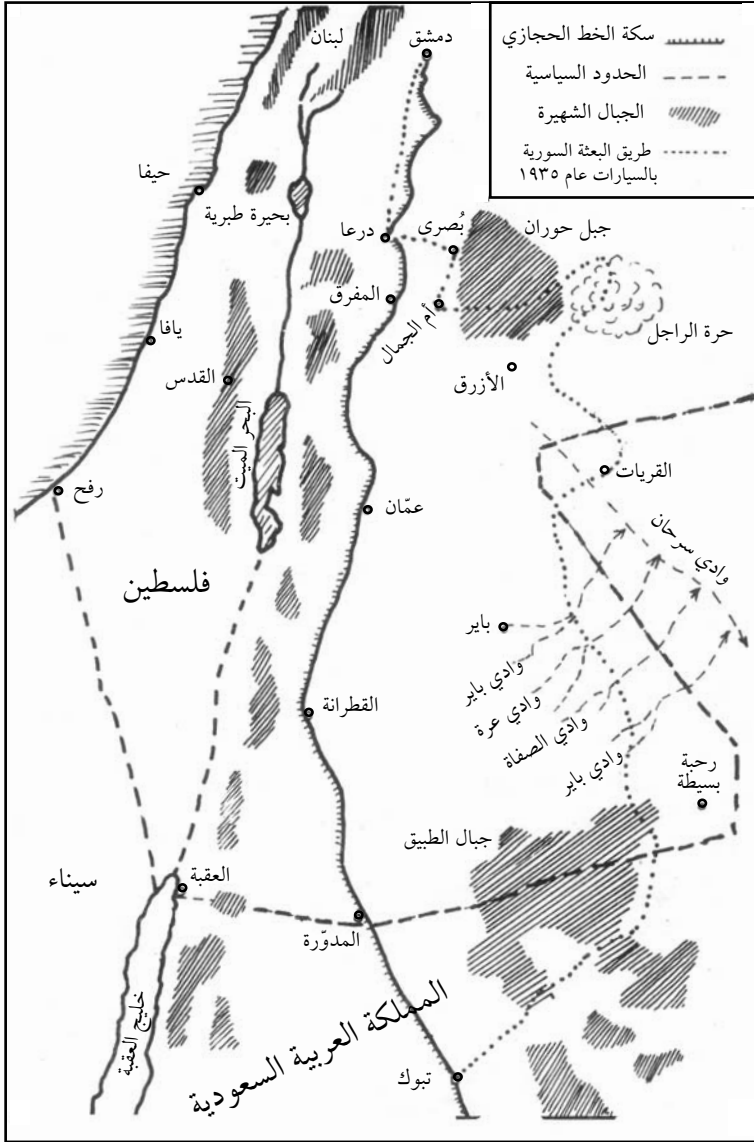 سكة الخط الحجازي
الحدود السياسية
الجبال الشهيرة
طريق البعثة السورية
بالسيارات عام ١٩٣٥
دمشق
لبنان
حيفا
بحيرة طبرية
درعا
بُصرى
جبل حوران
المفرق
أم الجمال
حرة الراجل
يافا
القدس
الأزرق
البحر الميت
القريات
رفح
عمّان
وادي سرحان
فلسطين
باير
وادي باير
وادي عرة
وادي الصفاة
وادي باير
القطرانة
رحبة
بسيطة
جبال الطبيق
سيناء
العقبة
المدوّرة
خليج العقبة
المملكة العربية السعودية
تبوك